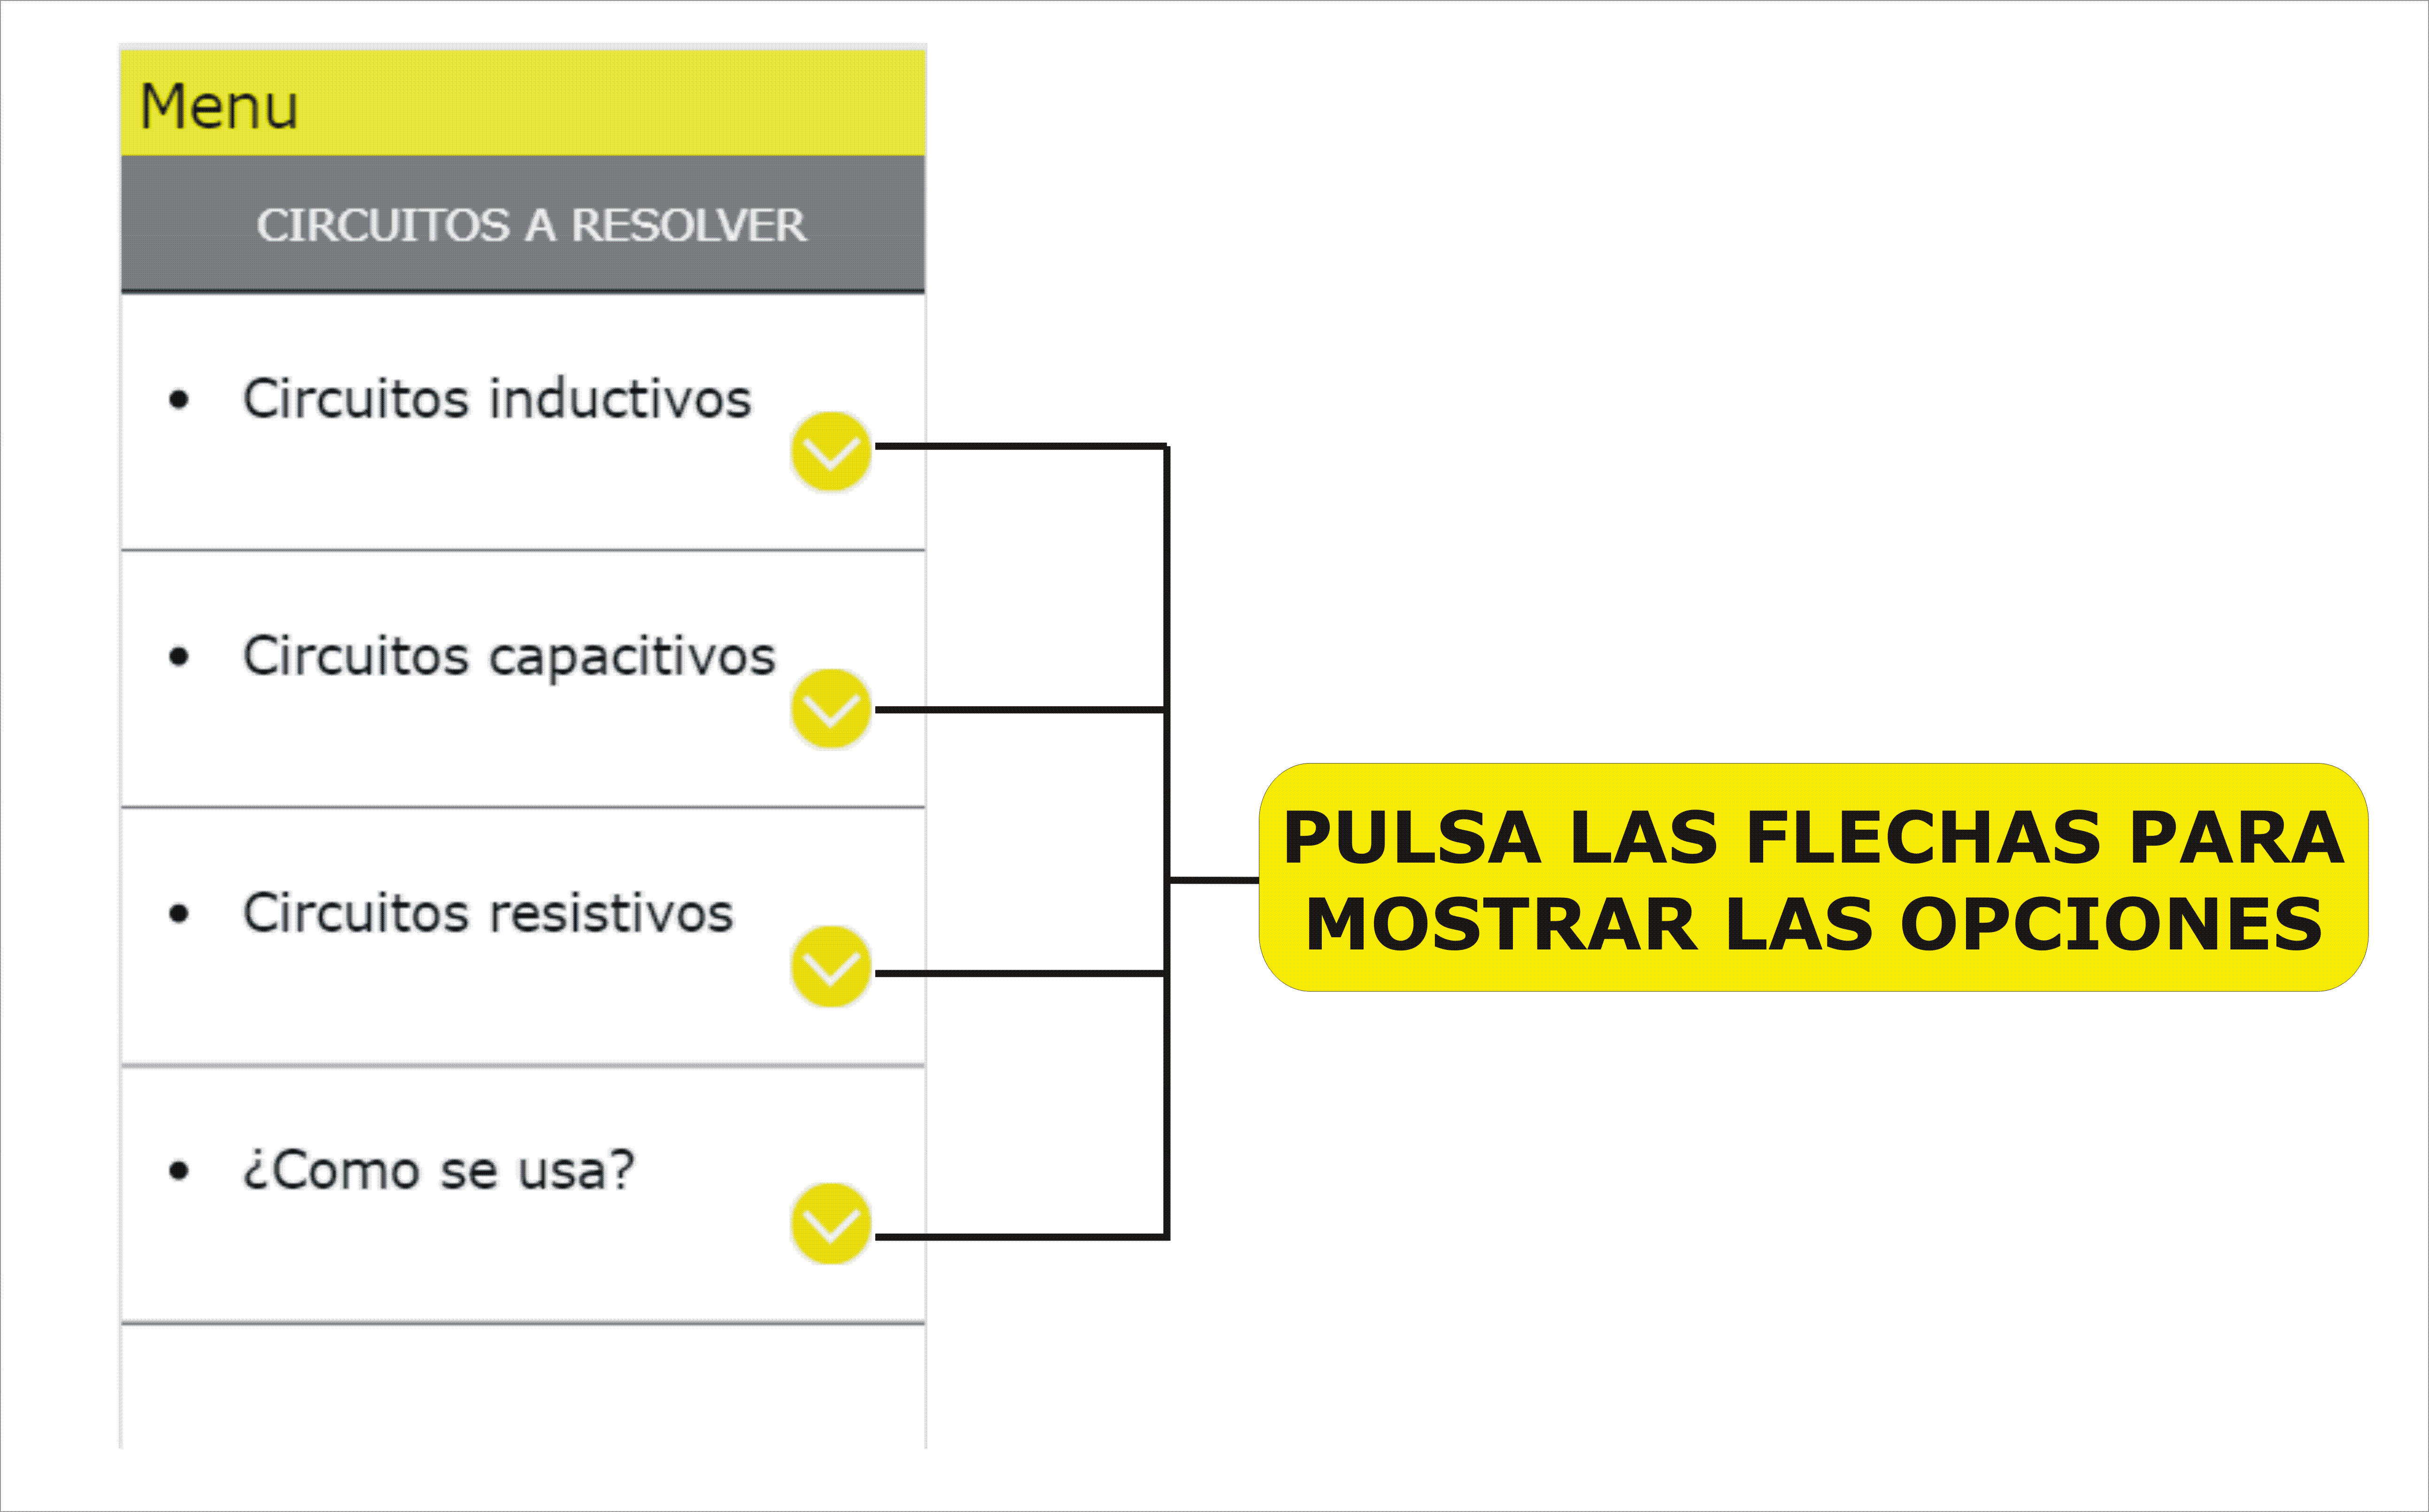 Menu
CIRCUITOS A RESOLVER
• Circuitos inductivos
• Circuitos capacitivos
• Circuitos resistivos
• ¿Como se usa?
PULSA LAS FLECHAS PARA
MOSTRAR LAS OPCIONES